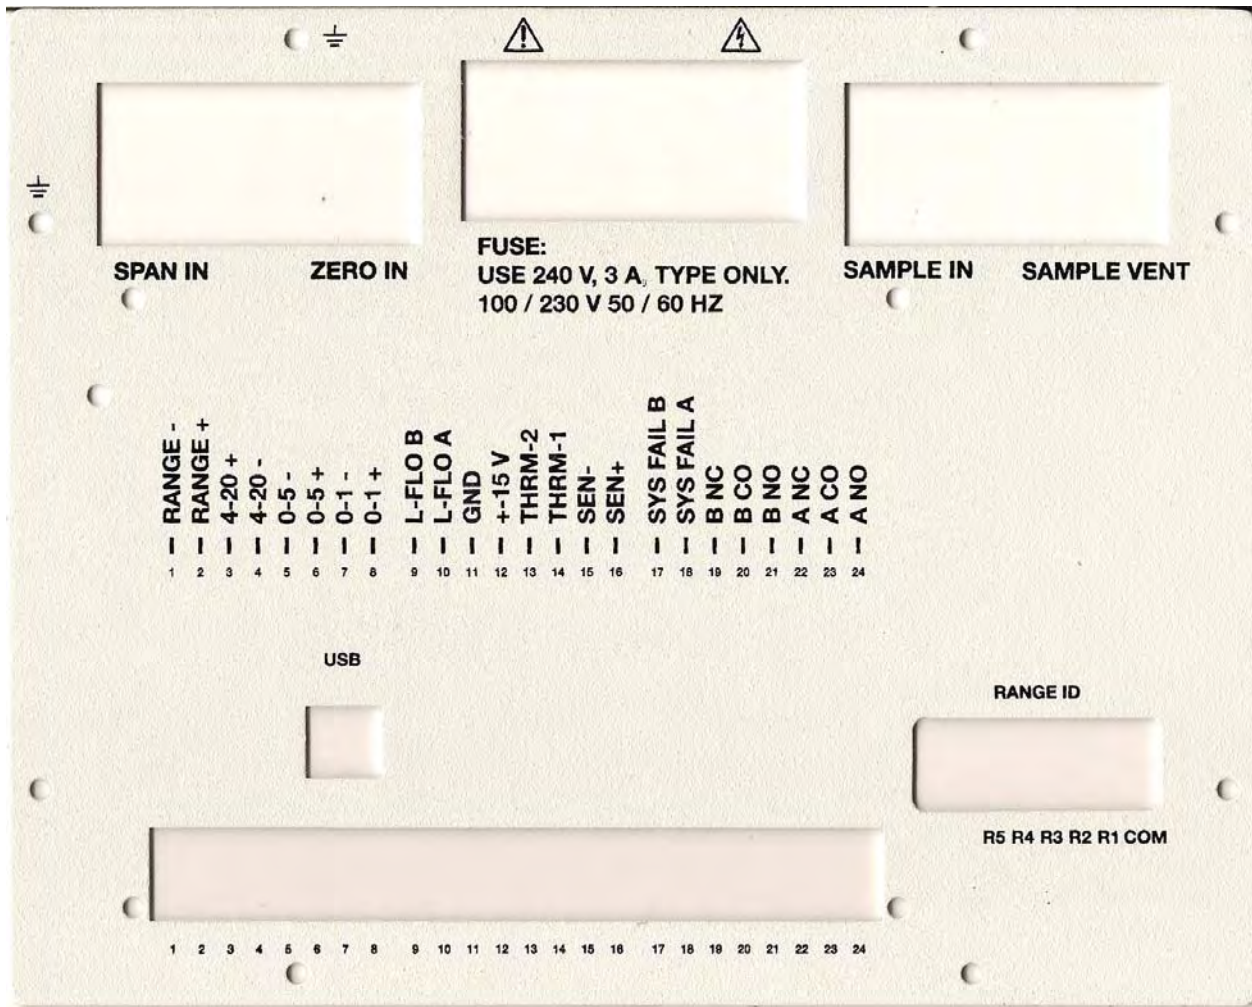 SPAN IN
ZERO IN
FUSE:
USE 240 V, 3 A, TYPE ONLY.
100 / 230 V 50 / 60 HZ
SAMPLE IN
SAMPLE VENT
RANGE -
RANGE +
4-20 +
4-20 -
0-5 -
0-5 +
0-1 -
0-1 +
L-FLO B
L-FLO A
GND
+-15 V
THRM-2
THRM-1
SEN-
SEN+
SYS FAIL B
SYS FAIL A
B NC
B CO
B NO
A NC
A CO
A NO
1 2 3 4 5 6 7 8 9 10 11 12 13 14 15 16 17 18 19 20 21 22 23 24
USB
RANGE ID
R5 R4 R3 R2 R1 COM
1 2 3 4 5 6 7 8 9 10 11 12 13 14 15 16 17 18 19 20 21 22 23 24